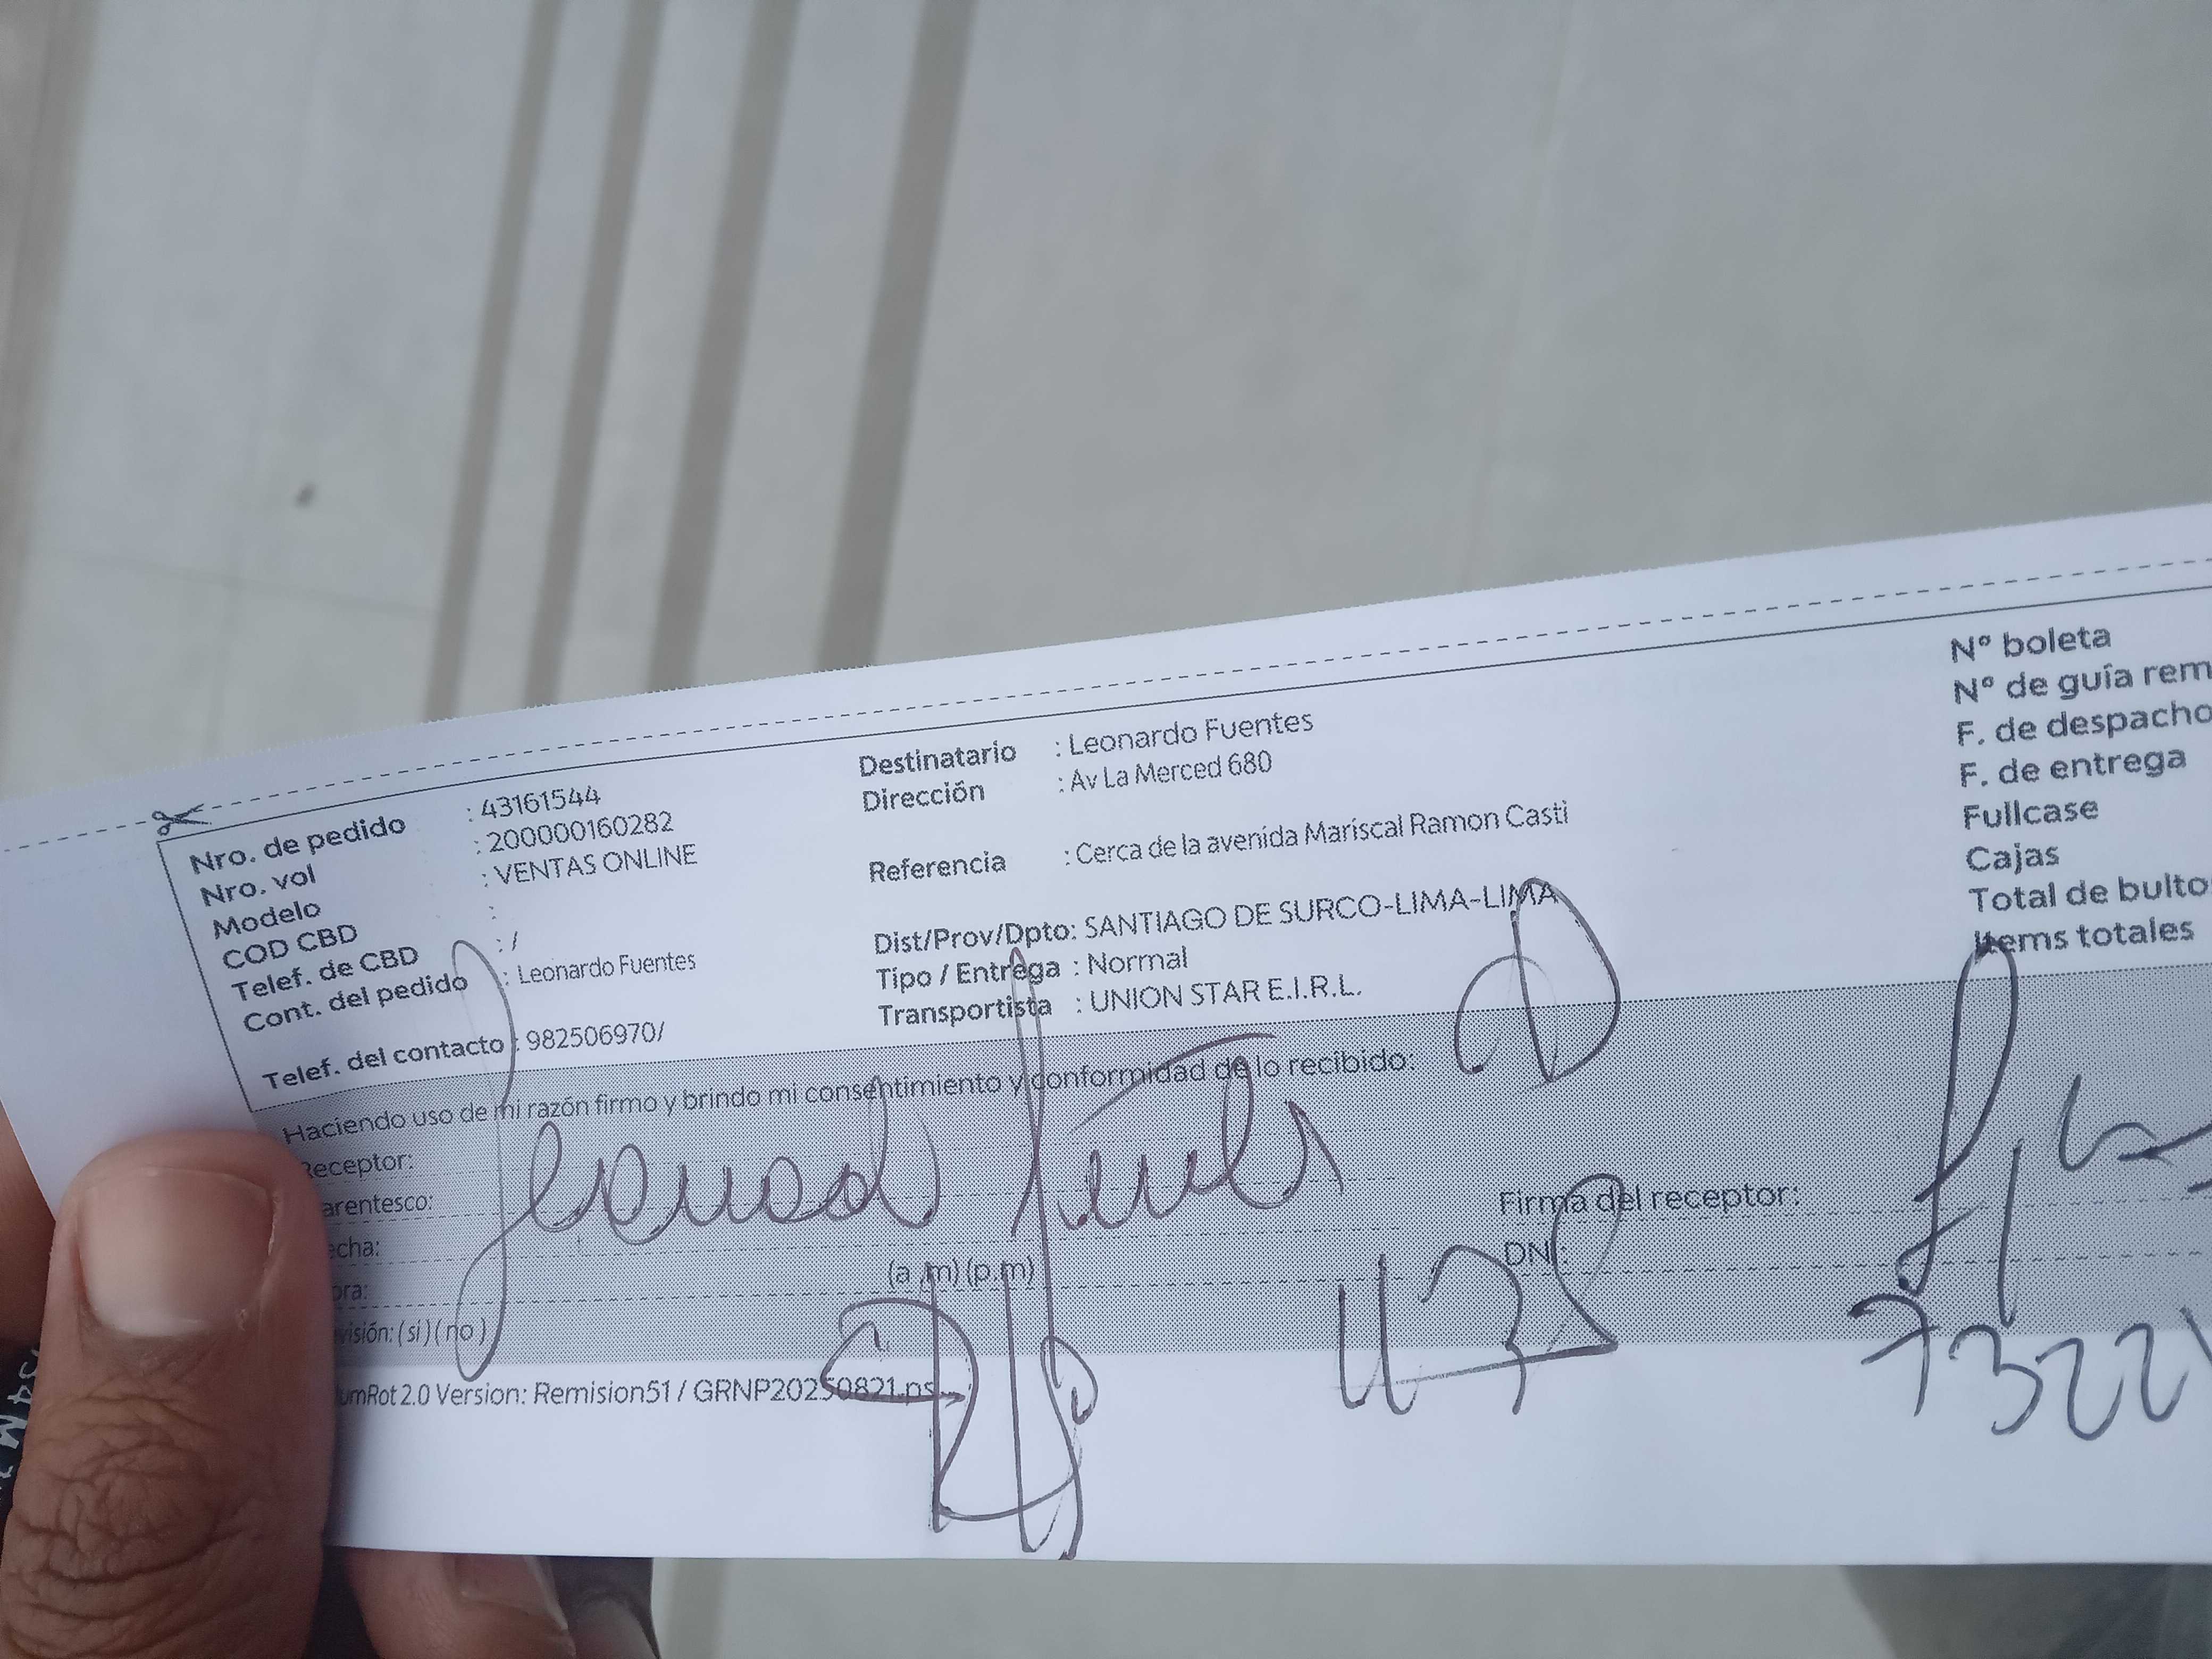 Nro. de pedido : 43161544
Nro. vol : 200000160282
Modelo : VENTAS ONLINE
COD CBD :
Telef. de CBD : /
Cont. del pedido : Leonardo Fuentes
Telef. del contacto : 982506970/
Destinatario : Leonardo Fuentes
Dirección : Av La Merced 680
Referencia : Cerca de la avenida Mariscal Ramon Casti
Dist/Prov/Dpto: SANTIAGO DE SURCO-LIMA-LIMA
Tipo / Entrega : Normal
Transportista : UNION STAR E.I.R.L.
N° boleta
N° de guía rem
F. de despacho
F. de entrega
Fullcase
Cajas
Total de bulto
Items totales
Haciendo uso de mi razón firmo y brindo mi consentimiento y conformidad de lo recibido:
Receptor:
arentesco:
echa:
ora: (a.m) (p.m)
visión: (si) (no)
Firma del receptor:
DNI:
7322
umRot 2.0 Version: Remision51 / GRNP20250821.ps